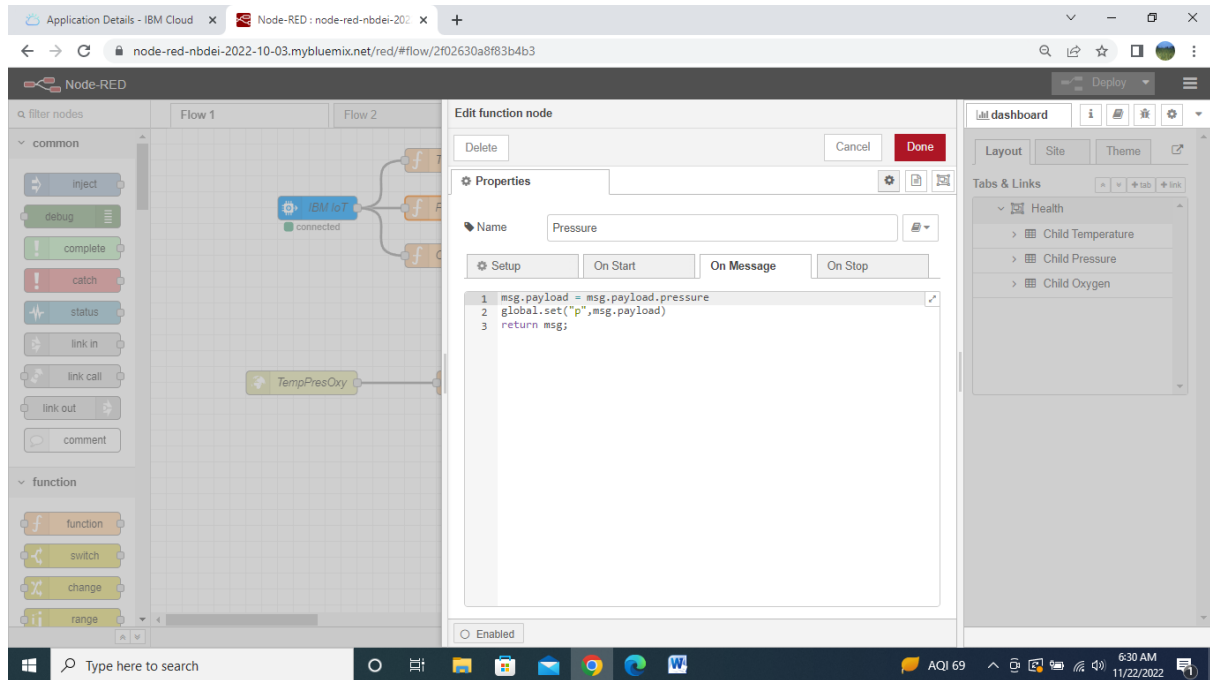 Application Details - IBM Cloud
Node-RED : node-red-nbdei-202
node-red-nbdei-2022-10-03.mybluemix.net/red/#flow/2f02630a8f83b4b3
Node-RED
Deploy
filter nodes
Flow 1
Flow 2
Edit function node
dashboard
i
common
Delete
Cancel
Done
Layout
Site
Theme
inject
Properties
Tabs & Links
tab
link
debug
IBM IoT
connected
Name
Pressure
Health
Child Temperature
Child Pressure
Child Oxygen
complete
catch
Setup
On Start
On Message
On Stop
status
1 msg.payload = msg.payload.pressure
2 global.set("p",msg.payload)
3 return msg;
link in
link call
TempPresOxy
link out
comment
function
function
switch
change
range
Enabled
Type here to search
AQI 69
6:30 AM
11/22/2022